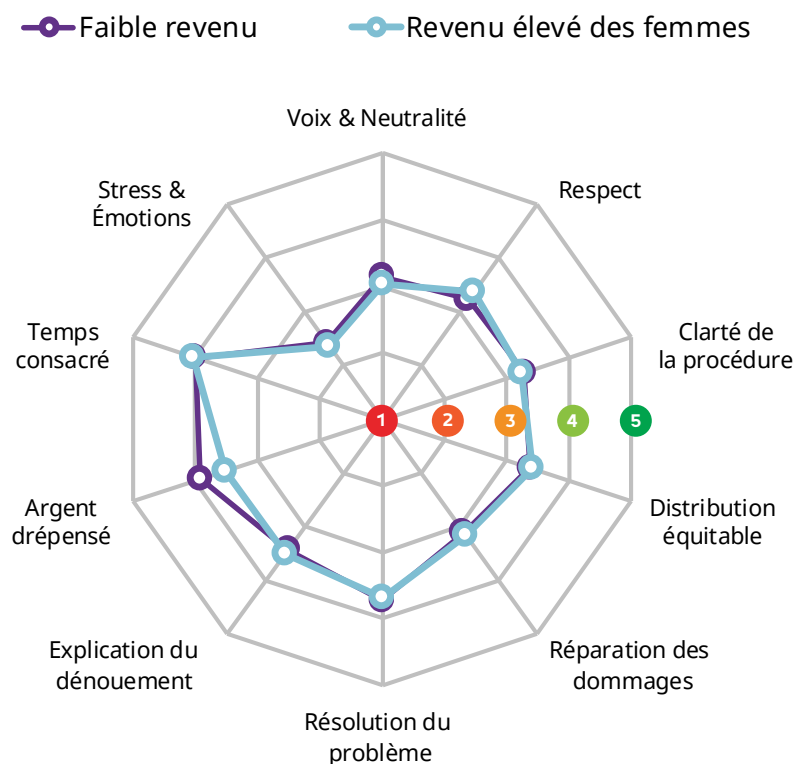 Faible revenu
Revenu élevé des femmes
Voix & Neutralité
Respect
Clarté de
la procédure
Distribution
équitable
Réparation des
dommages
Résolution du
problème
Explication du
dénouement
Argent
drépensé
Temps
consacré
Stress &
Émotions
1 2 3 4 5